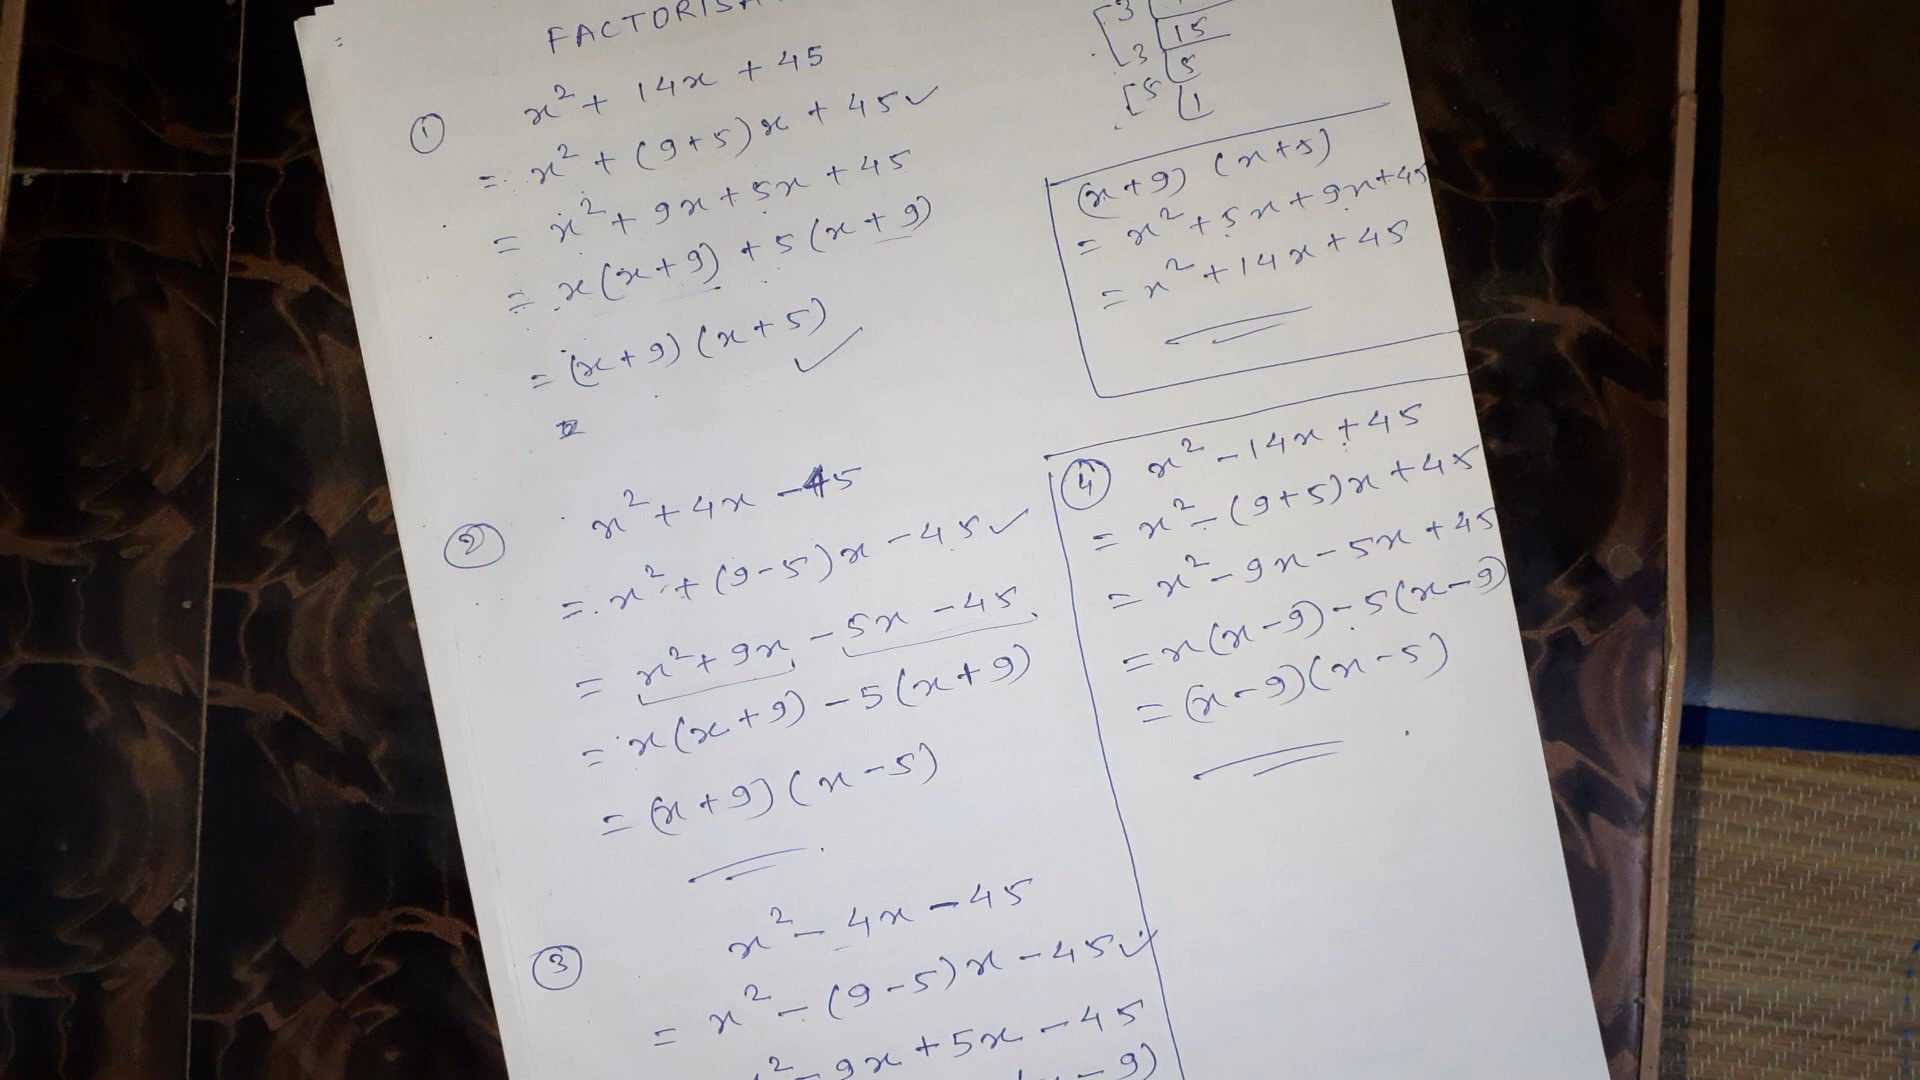 FACTORISA
① x² + 14x + 45
= x² + (9+5)x + 45 ✓
= x² + 9x + 5x + 45
= x(x+9) + 5(x+9)
= (x+9)(x+5)
✓
② x² + 4x - 45
= x² + (9-5)x - 45 ✓
= x² + 9x - 5x - 45
= x(x+9) - 5(x+9)
= (x+9)(x-5)
③ x² - 4x - 45
= x² - (9-5)x - 45 ✓
x² - 9x + 5x - 45
- 9)
3
3 15
5 5
1
(x+9)(x+5)
= x² + 5x + 9x + 45
= x² + 14x + 45
④ x² - 14x + 45
= x² - (9+5)x + 45
= x² - 9x - 5x + 45
= x(x-9) - 5(x-9)
= (x-9)(x-5)